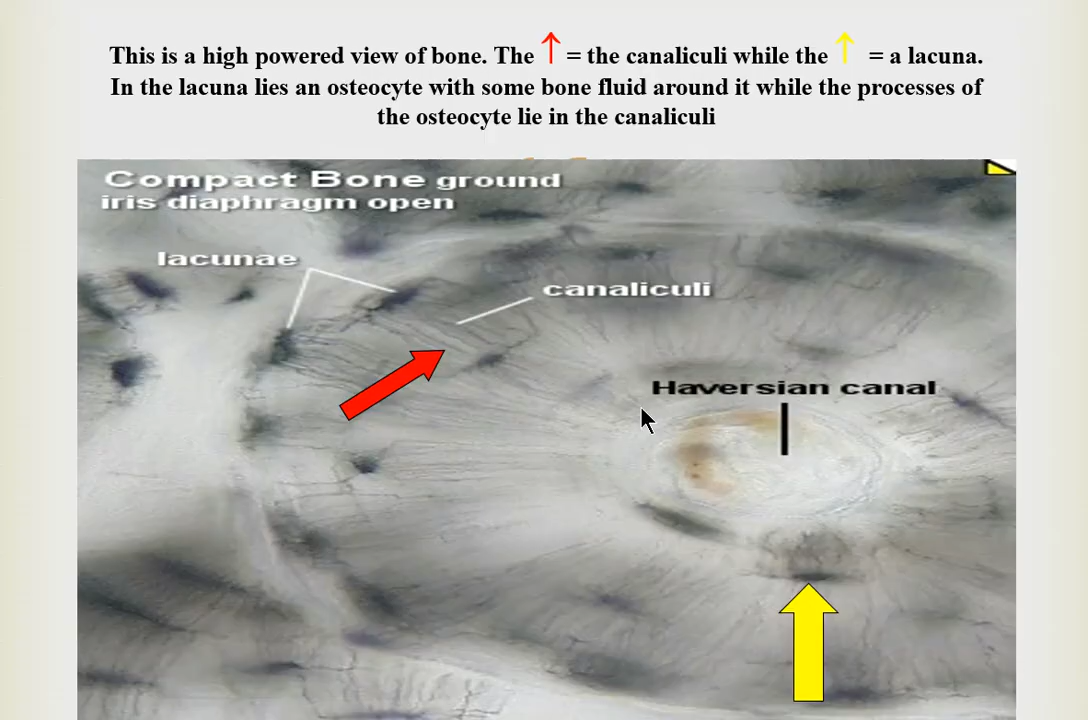 This is a high powered view of bone. The ↑ = the canaliculi while the ↑ = a lacuna.
In the lacuna lies an osteocyte with some bone fluid around it while the processes of
the osteocyte lie in the canaliculi
Compact Bone ground
iris diaphragm open
lacunae
canaliculi
Haversian canal